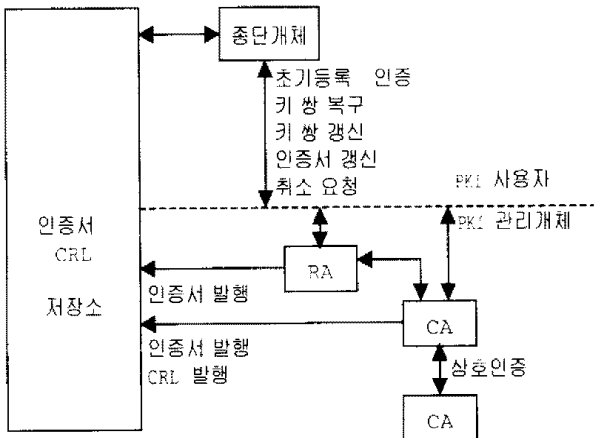 종단개체
초기등록 인증
키 쌍 복구
키 쌍 갱신
인증서 갱신
취소 요청
PKI 사용자
PKI 관리개체
인증서
CRL
저장소
RA
인증서 발행
CA
인증서 발행
CRL 발행
상호인증
CA